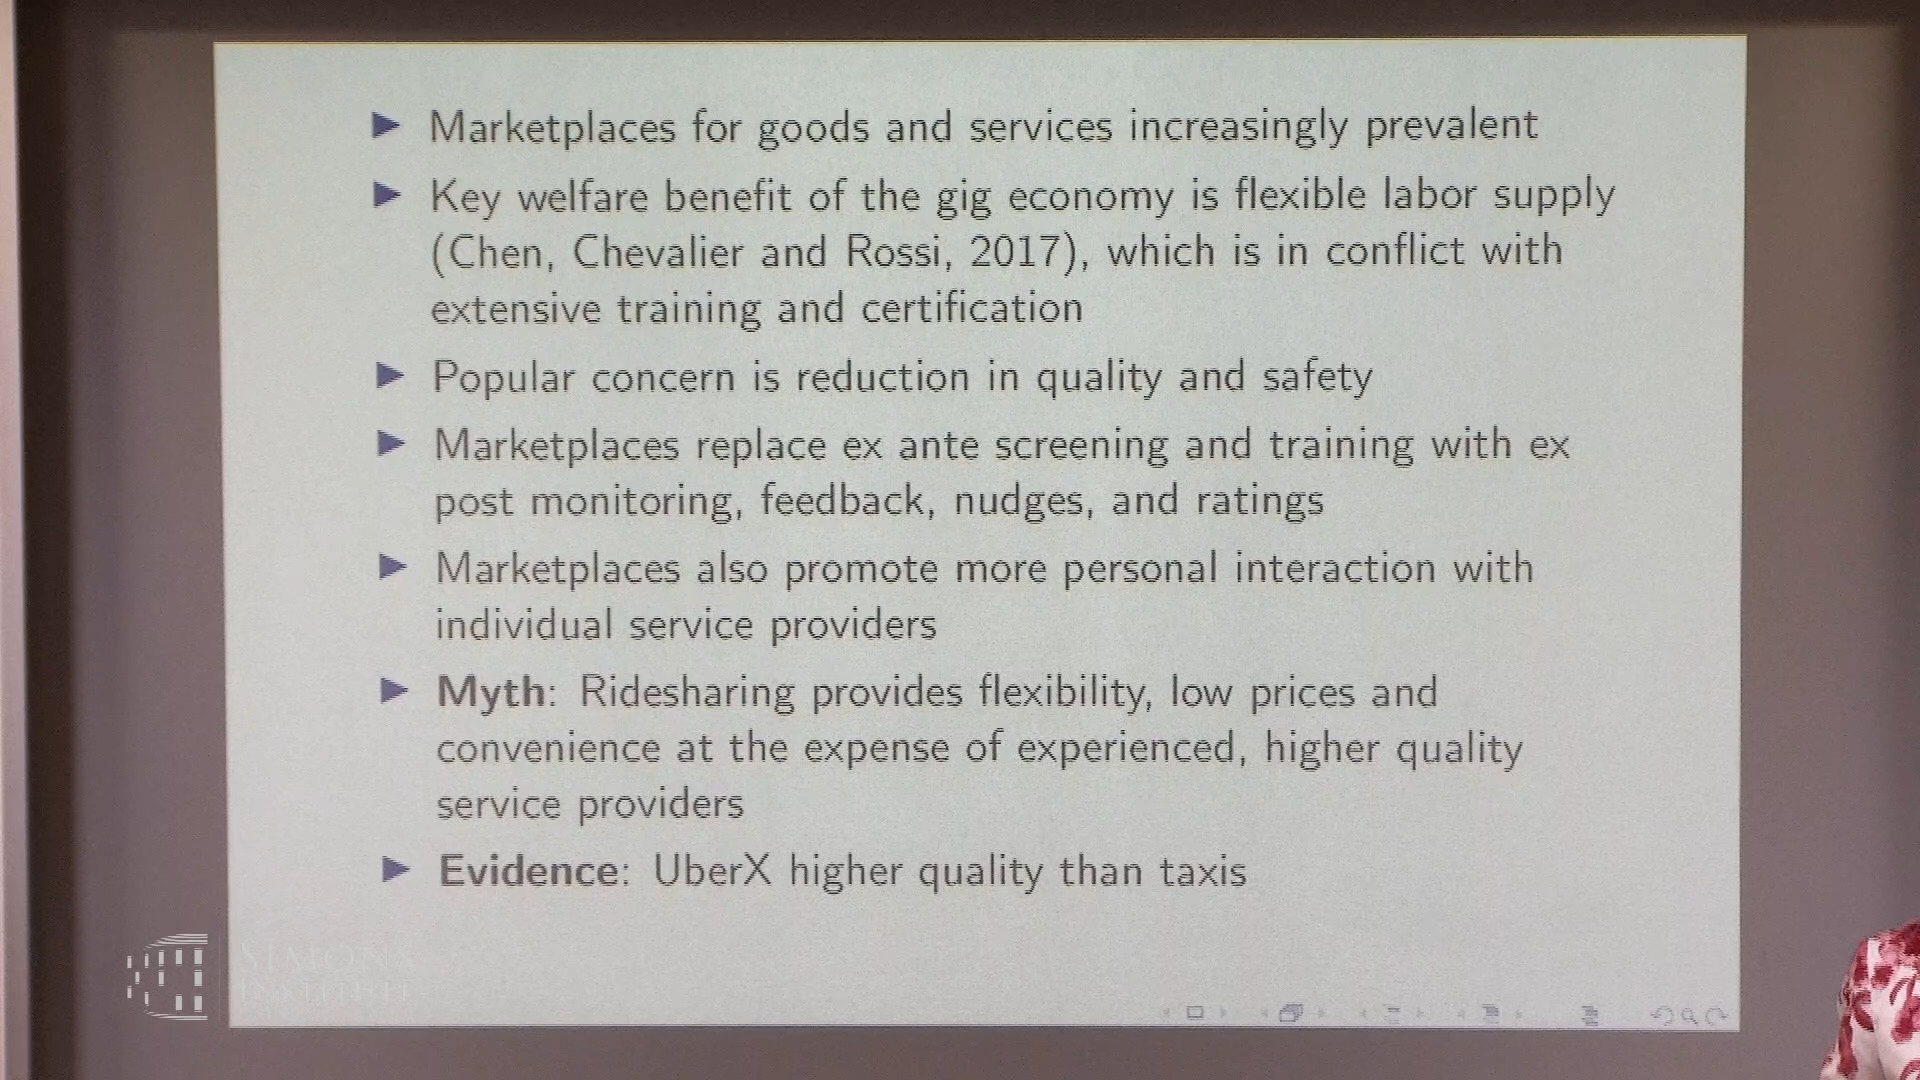 Marketplaces for goods and services increasingly prevalent
Key welfare benefit of the gig economy is flexible labor supply
(Chen, Chevalier and Rossi, 2017), which is in conflict with
extensive training and certification
Popular concern is reduction in quality and safety
Marketplaces replace ex ante screening and training with ex
post monitoring, feedback, nudges, and ratings
Marketplaces also promote more personal interaction with
individual service providers
Myth: Ridesharing provides flexibility, low prices and
convenience at the expense of experienced, higher quality
service providers
Evidence: UberX higher quality than taxis
SIMONS
INSTITUTE